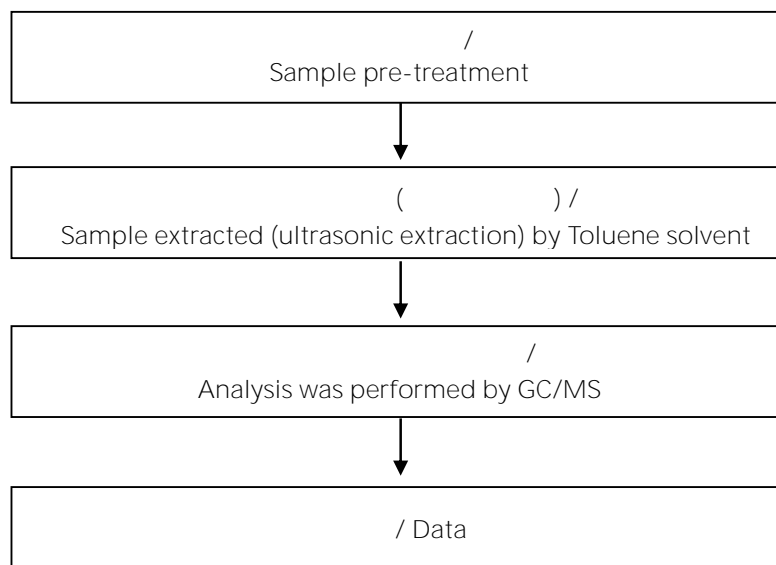 /
Sample pre-treatment
( ) /
Sample extracted (ultrasonic extraction) by Toluene solvent
/
Analysis was performed by GC/MS
/ Data